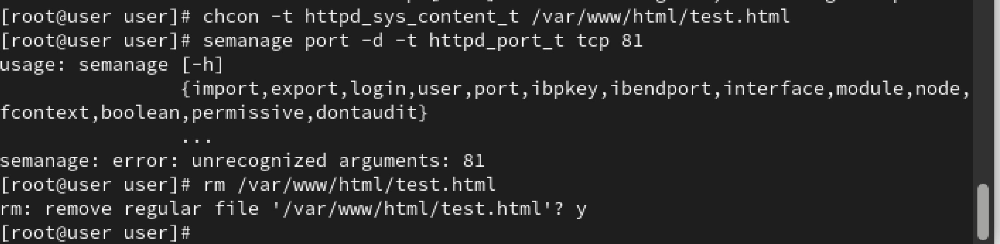 [root@user user]# chcon -t httpd_sys_content_t /var/www/html/test.html
[root@user user]# semanage port -d -t httpd_port_t tcp 81
usage: semanage [-h]
{import,export,login,user,port,ibpkey,ibendport,interface,module,node,
fcontext,boolean,permissive,dontaudit}
...
semanage: error: unrecognized arguments: 81
[root@user user]# rm /var/www/html/test.html
rm: remove regular file '/var/www/html/test.html'? y
[root@user user]#